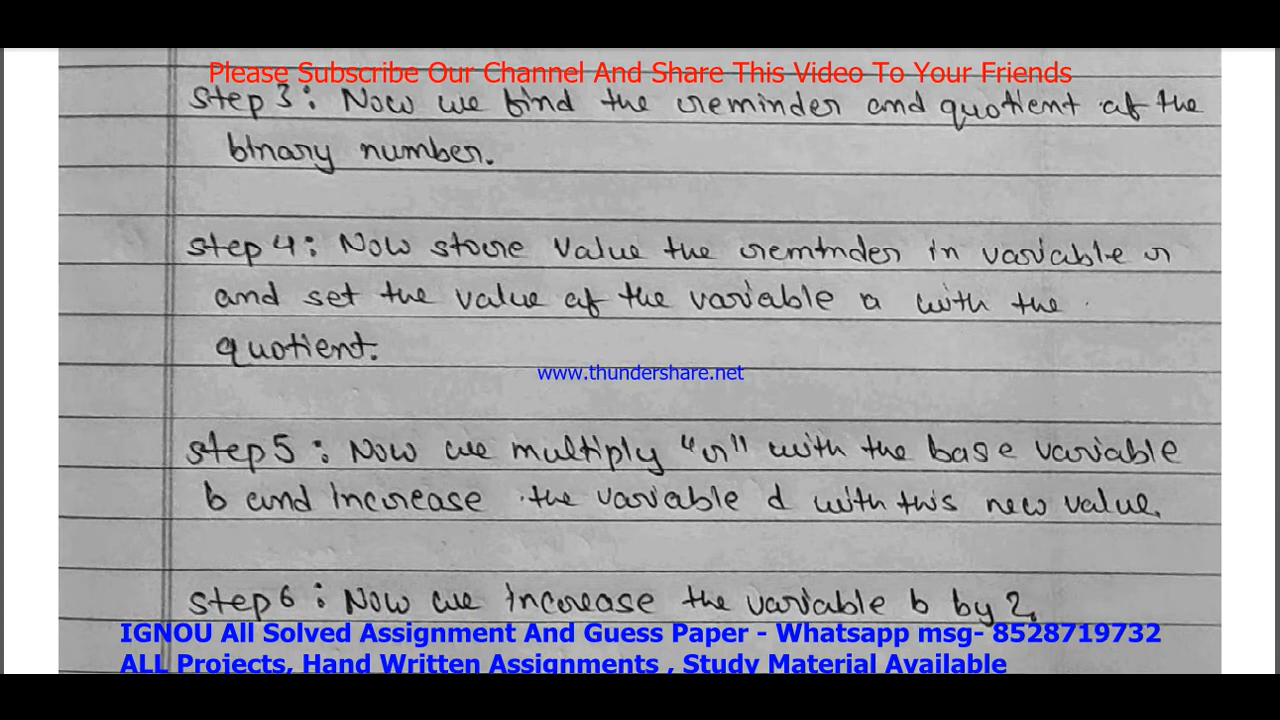 Please Subscribe Our Channel And Share This Video To Your Friends
Step 3: Now we find the reminder and quotient of the
binary number.
Step 4: Now store value the reminder in variable r
and set the value of the variable a with the
quotient.
www.thundershare.net
Step 5: Now we multiply "r" with the base variable
b and increase the variable d with this new value.
Step 6: Now we increase the variable b by 2.
IGNOU All Solved Assignment And Guess Paper - Whatsapp msg- 8528719732
ALL Projects, Hand Written Assignments , Study Material Available